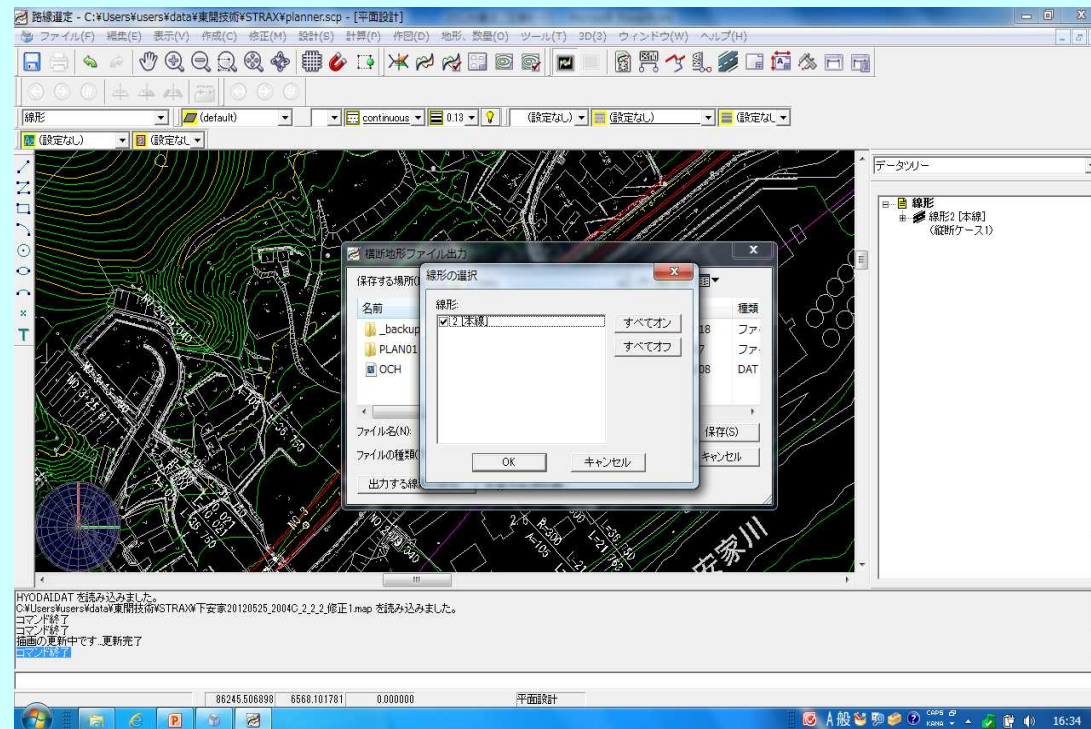 路線選定 - C:¥Users¥users¥data¥東開技術¥STRAX¥planner.scp - [平面設計]
ファイル(F) 編集(E) 表示(V) 作成(C) 修正(M) 設計(S) 計算(P) 作図(D) 地形、数量(O) ツール(T) 3D(3) ウィンドウ(W) ヘルプ(H)
線形 (default) continuous 0.13 (設定なし) (設定なし) (設定なし
(設定なし) (設定なし
データツリー
線形
線形2 [本線]
(縦断ケース1)
横断地形ファイル出力
保存する場所(
線形の選択
名前
種類
線形:
2 [本線]
すべてオン
すべてオフ
_backup
18 ファ
PLAN01
7 ファ
OCH
08 DAT
ファイル名(N):
保存(S)
ファイルの種類(
キャンセル
OK
キャンセル
出力する線
NO.3
R=300
A=105
安家川
HYODAI.DAT を読み込みました。
C:¥Users¥users¥data¥東開技術¥STRAX¥下安家20120525_2004C_2_2_2_修正1.map を読み込みました。
コマンド終了
コマンド終了
描画の更新中です...更新完了
コマンド終了
86245.506898 6568.101781 0.000000 平面設計
A 般 CAPS KANA 16:34